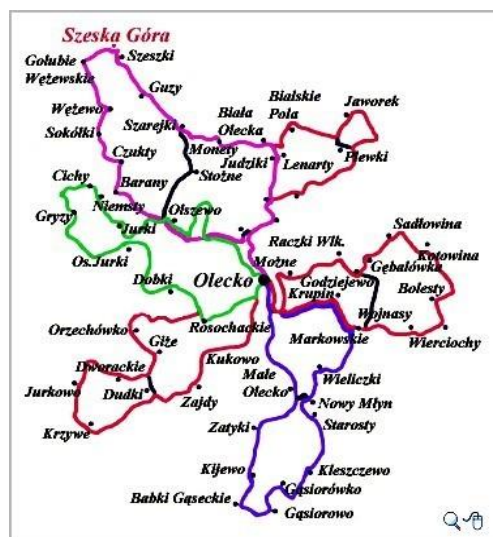 Szeska Góra
Szeszki
Gołubie
Wężewskie
Guzy
Bialskie
Pola
Jaworek
Wężewo
Szarejki
Biała
Olecka
Sokółki
Monety
Judziki
Lenarty
Plewki
Czukty
Stożne
Cichy
Barany
Niemsty
Olszewo
Sadłowina
Gryzy
Jurki
Raczki Wlk.
Kotowina
Możne
Gębalówka
Os.Jurki
Olecko
Godziejewo
Dobki
Krupin
Bolesty
Wojnasy
Orzechówko
Rosochackie
Markowskie
Wierciochy
Giże
Kukowo
Dworackie
Małe
Olecko
Wieliczki
Jurkowo
Dudki
Zajdy
Nowy Młyn
Krzywe
Zatyki
Starosty
Kijewo
Kleszczewo
Gąsiorówko
Babki Gąseckie
Gąsiorowo